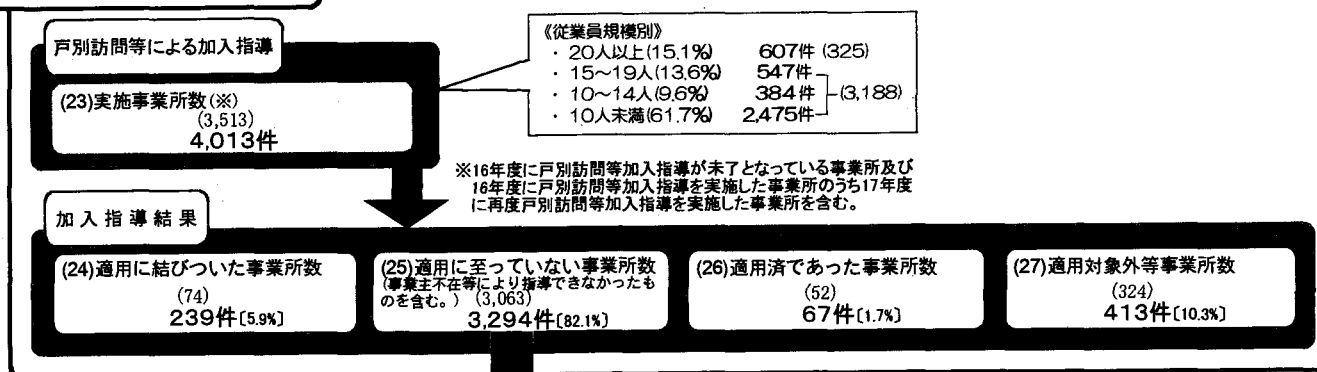 戸別訪問等による加入指導
(23)実施事業所数(※)
(3,513)
4,013件
《従業員規模別》
・20人以上(15.1%) 607件 (325)
・15～19人(13.6%) 547件
・10～14人(9.6%) 384件 (3,188)
・10人未満(61.7%) 2,475件
※16年度に戸別訪問等加入指導が未了となっている事業所及び
16年度に戸別訪問等加入指導を実施した事業所のうち17年度
に再度戸別訪問等加入指導を実施した事業所を含む。
加入指導結果
(24)適用に結びついた事業所数
(74)
239件〔5.9%〕
(25)適用に至っていない事業所数
(事業主不在等により指導できなかったも
のを含む。) (3,063)
3,294件〔82.1%〕
(26)適用済であった事業所数
(52)
67件〔1.7%〕
(27)適用対象外等事業所数
(324)
413件〔10.3%〕